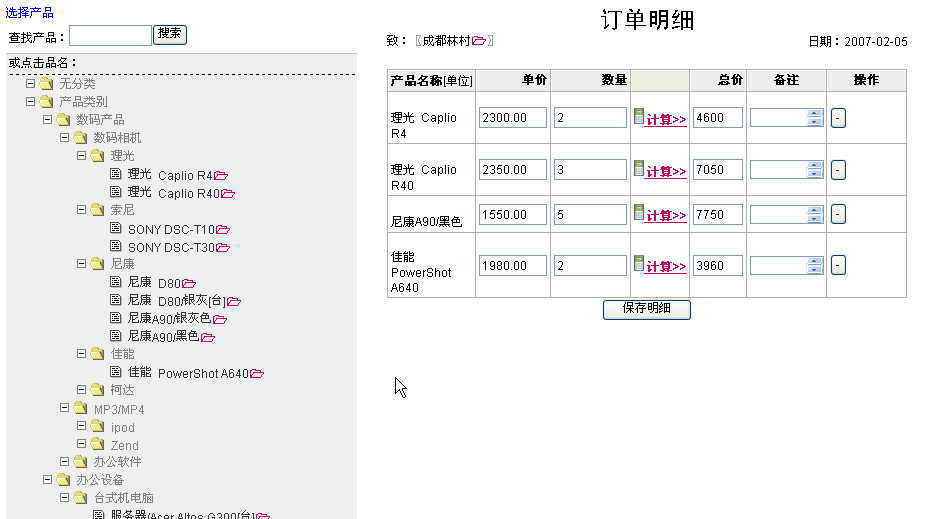 选择产品
查找产品： 搜索
或点击品名：
无分类
产品类别
数码产品
数码相机
理光
理光 Caplio R4
理光 Caplio R40
索尼
SONY DSC-T10
SONY DSC-T30
尼康
尼康 D80
尼康 D80/银灰[台]
尼康A90/银灰色
尼康A90/黑色
佳能
佳能 PowerShot A640
柯达
MP3/MP4
ipod
Zend
办公软件
办公设备
台式机电脑
服务器/Acer Altos G300[台]
订单明细
致：〖成都林村〗 日期：2007-02-05
产品名称[单位] 单价 数量 总价 备注 操作
理光 Caplio R4 2300.00 2 计算>> 4600 -
理光 Caplio R40 2350.00 3 计算>> 7050 -
尼康A90/黑色 1550.00 5 计算>> 7750 -
佳能 PowerShot A640 1980.00 2 计算>> 3960 -
保存明细